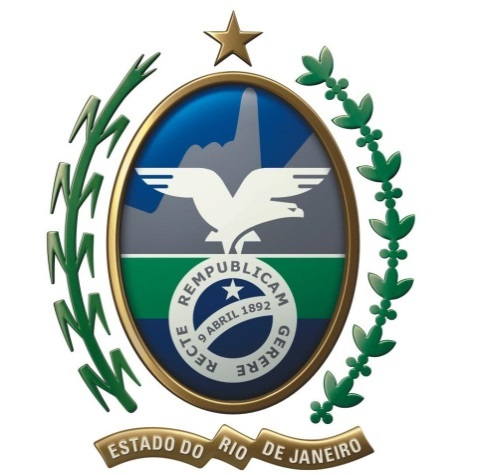 RECTE REMPUBLICAM GERERE
9 ABRIL 1892
ESTADO DO RIO DE JANEIRO